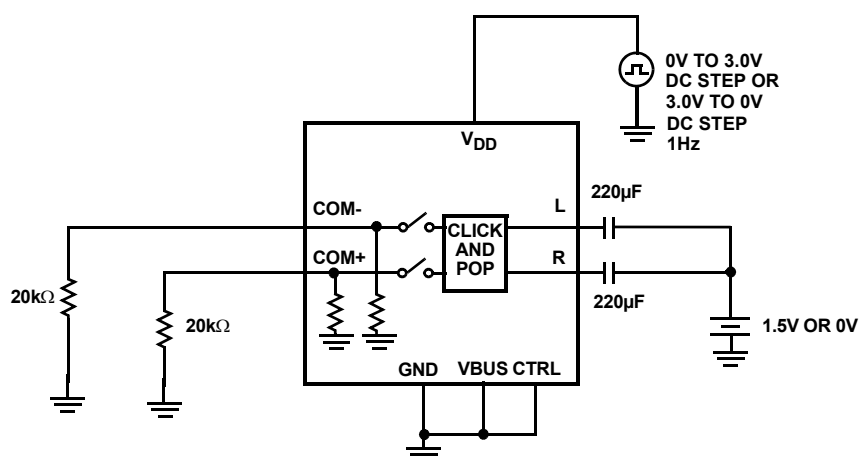 0V TO 3.0V
DC STEP OR
3.0V TO 0V
DC STEP
1Hz
VDD
220µF
COM-
L
CLICK
AND
POP
COM+
R
220µF
20kΩ
20kΩ
1.5V OR 0V
GND
VBUS
CTRL